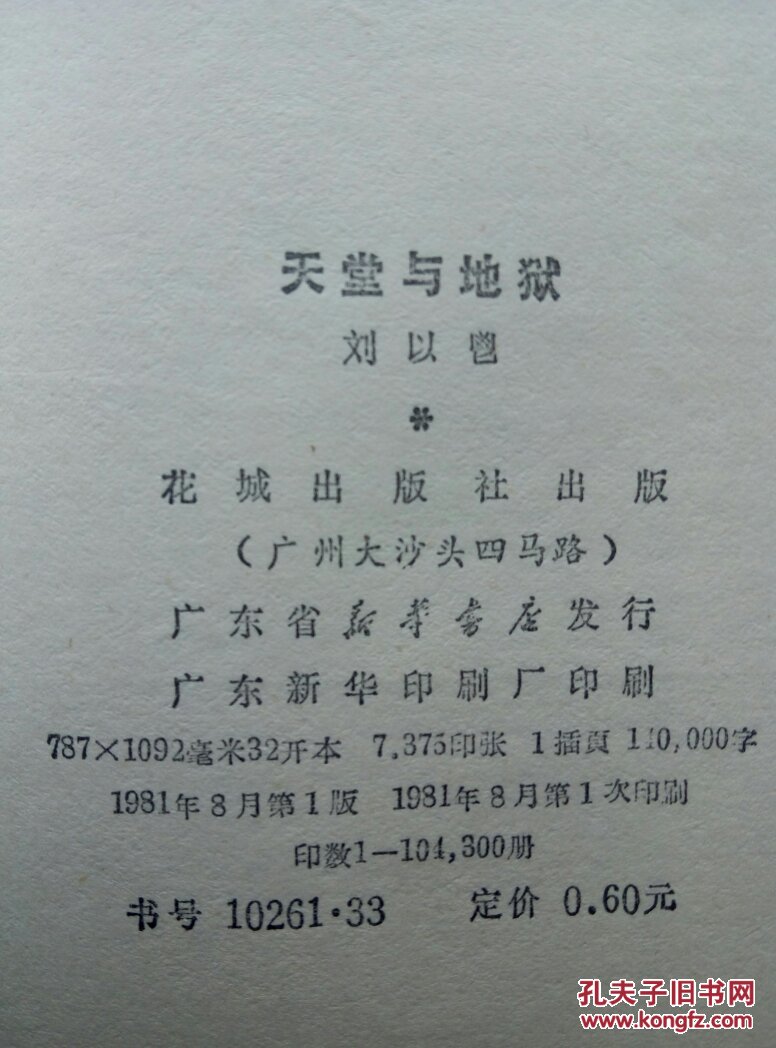 天堂与地狱
刘以鬯
*
花城出版社出版
（广州大沙头四马路）
广东省新华书店发行
广东新华印刷厂印刷
787×1092毫米32开本 7.375印张 1插頁 110,000字
1981年8月第1版 1981年8月第1次印刷
印数1—104,300册
书号 10261·33 定价 0.60元
孔夫子旧书网
www.kongfz.com